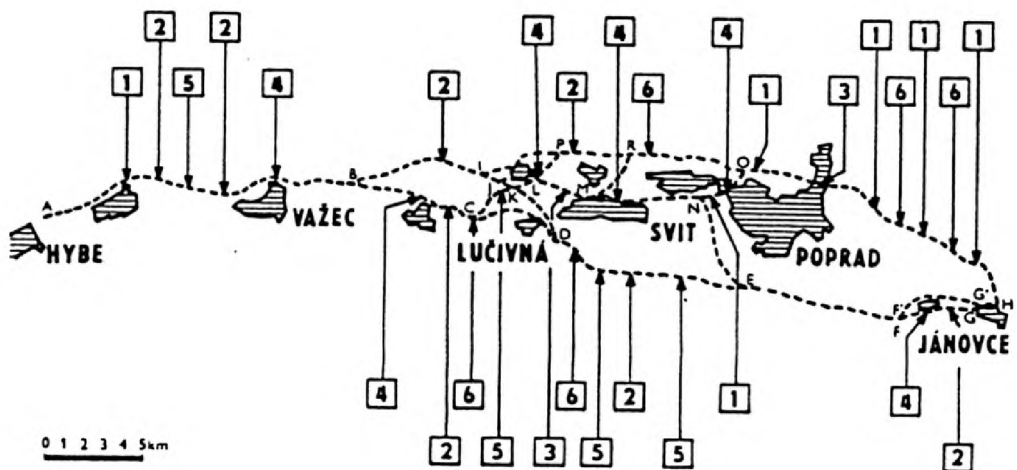 2 2 4 4 4 1 1 1
1 5 4 2 2 6 1 3 6 6
P R O
B I L M
A K
C N
HYBE VAŽEC LUČIVNÁ D SVIT POPRAD
E F' G' H
F G
JÁNOVCE
4 6 6 1 4
0 1 2 3 4 5km
2 5 3 5 2 5 2